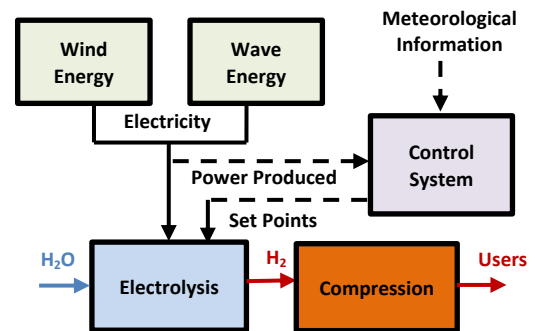 Meteorological
Information
Wind
Energy
Wave
Energy
Electricity
Control
System
Power Produced
Set Points
H₂O
Electrolysis
H₂
Compression
Users